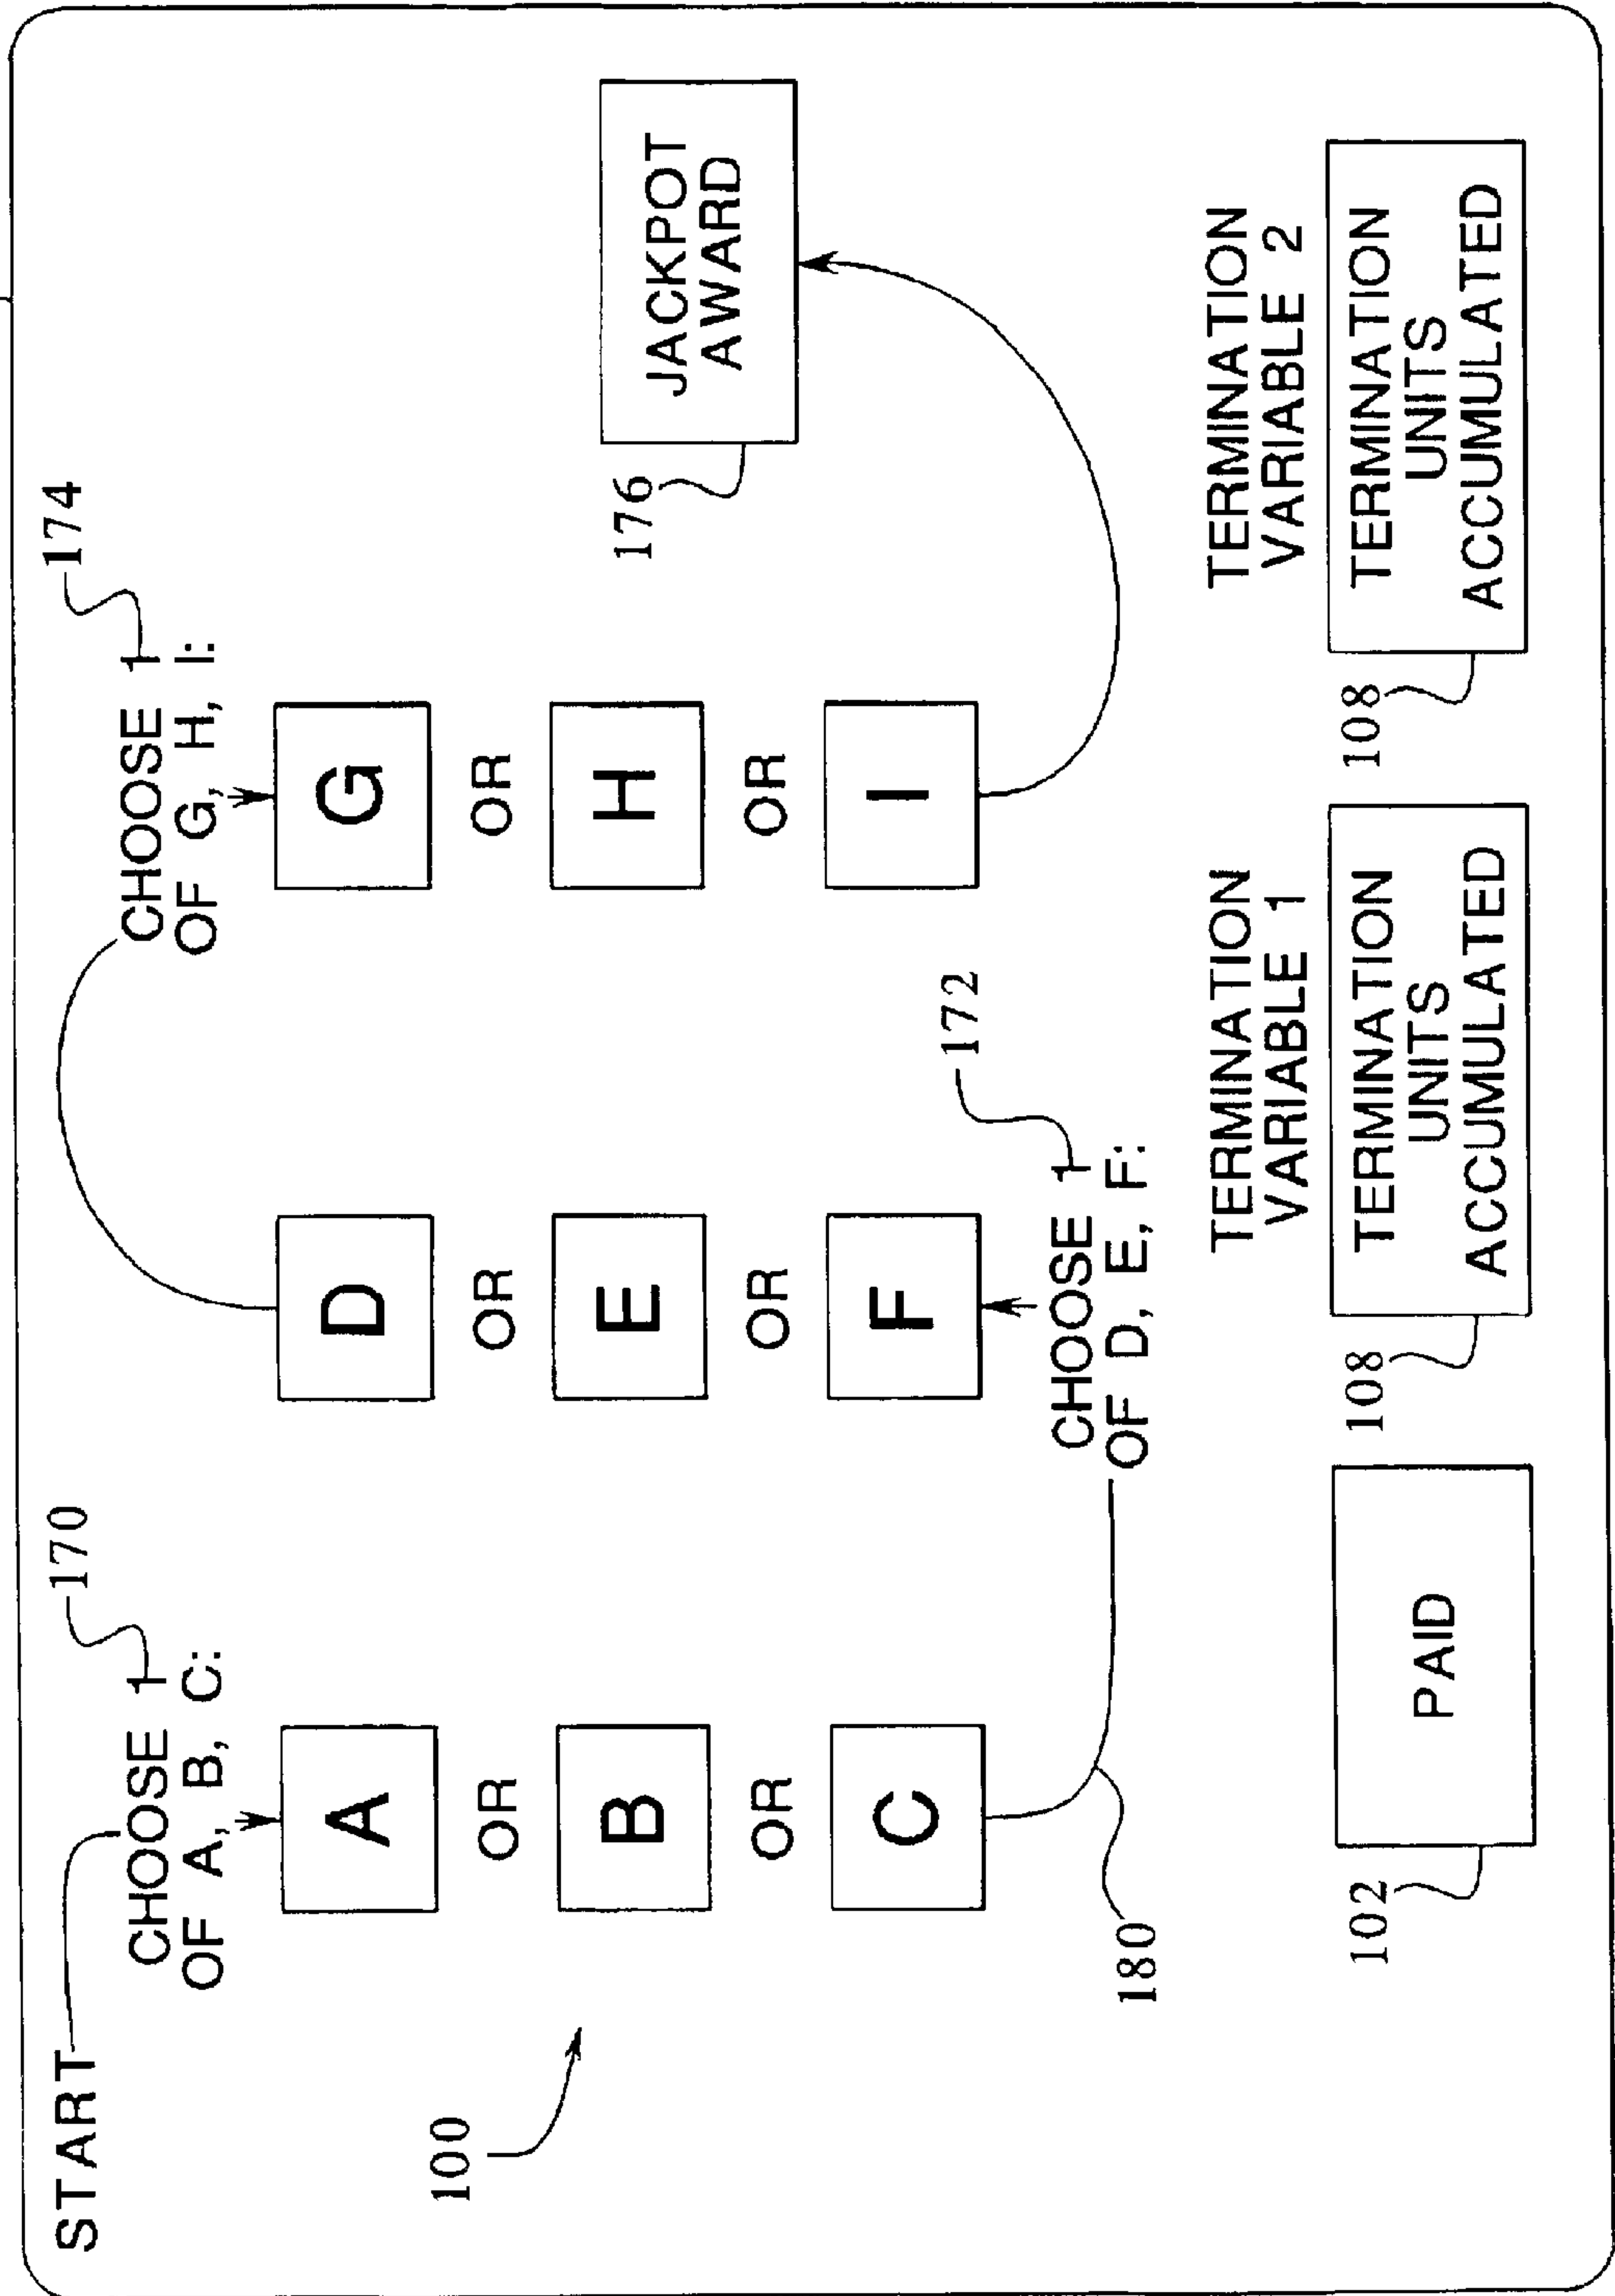 START
170
CHOOSE 1
OF A, B, C:
174
CHOOSE 1
OF G, H, I:
A
OR
B
OR
C
D
OR
E
OR
F
G
OR
H
OR
I
176
JACKPOT
AWARD
100
180
172
CHOOSE 1
OF D, E, F:
102
PAID
TERMINATION
VARIABLE 1
108
TERMINATION
UNITS
ACCUMULATED
TERMINATION
VARIABLE 2
108
TERMINATION
UNITS
ACCUMULATED